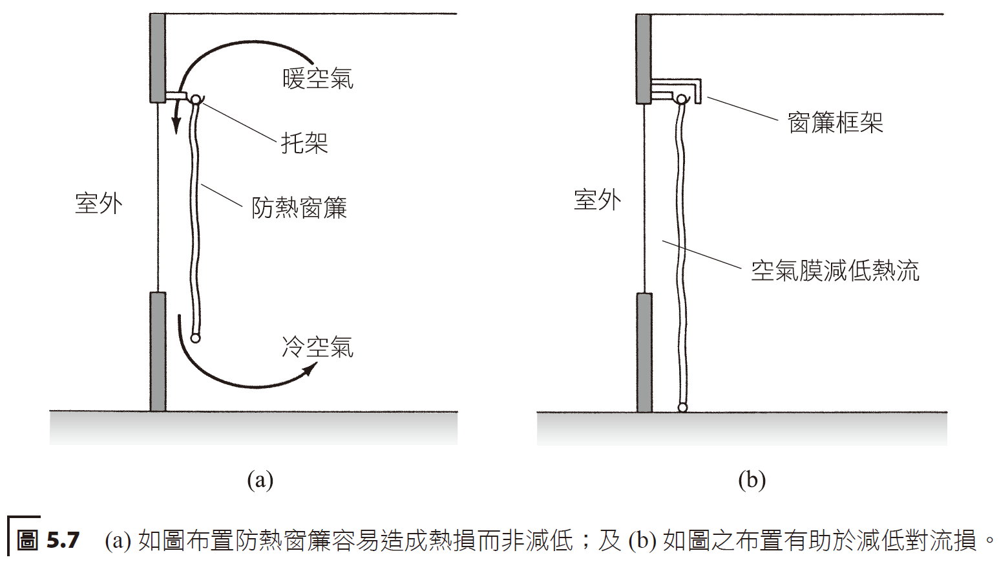 暖空氣
托架
防熱窗簾
室外
冷空氣
(a)
窗簾框架
室外
空氣膜減低熱流
(b)
圖 5.7 (a) 如圖布置防熱窗簾容易造成熱損而非減低；及 (b) 如圖之布置有助於減低對流損。